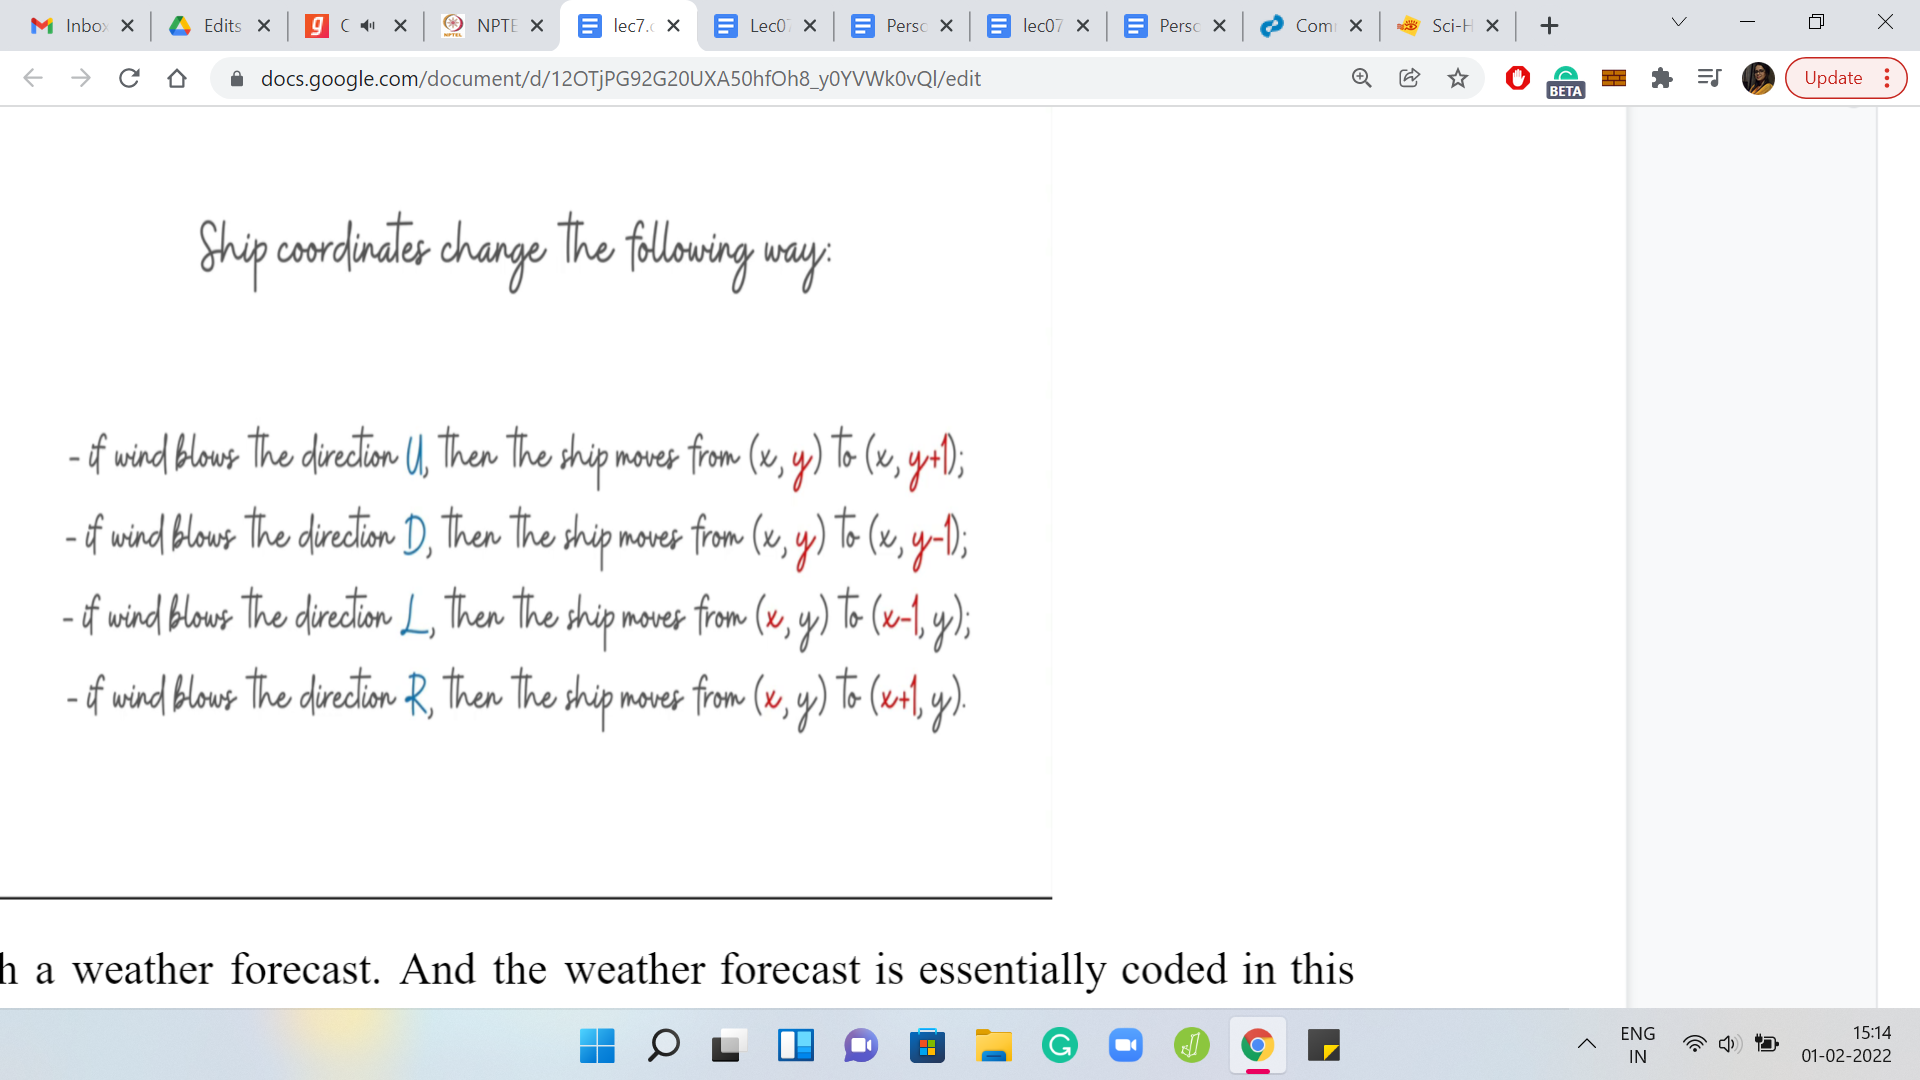 Inbo
Edits
C
NPTE
lec7.c
Lec07
Perso
lec07
Perso
Com
Sci-H
docs.google.com/document/d/12OTjPG92G20UXA50hfOh8_y0YVWk0vQl/edit
BETA
Update
Ship coordinates change the following way:
- if wind blows the direction U, then the ship moves from (x, y) to (x, y+1);
- if wind blows the direction D, then the ship moves from (x, y) to (x, y-1);
- if wind blows the direction L, then the ship moves from (x, y) to (x-1, y);
- if wind blows the direction R, then the ship moves from (x, y) to (x+1, y).
h a weather forecast. And the weather forecast is essentially coded in this
ENG
IN
15:14
01-02-2022